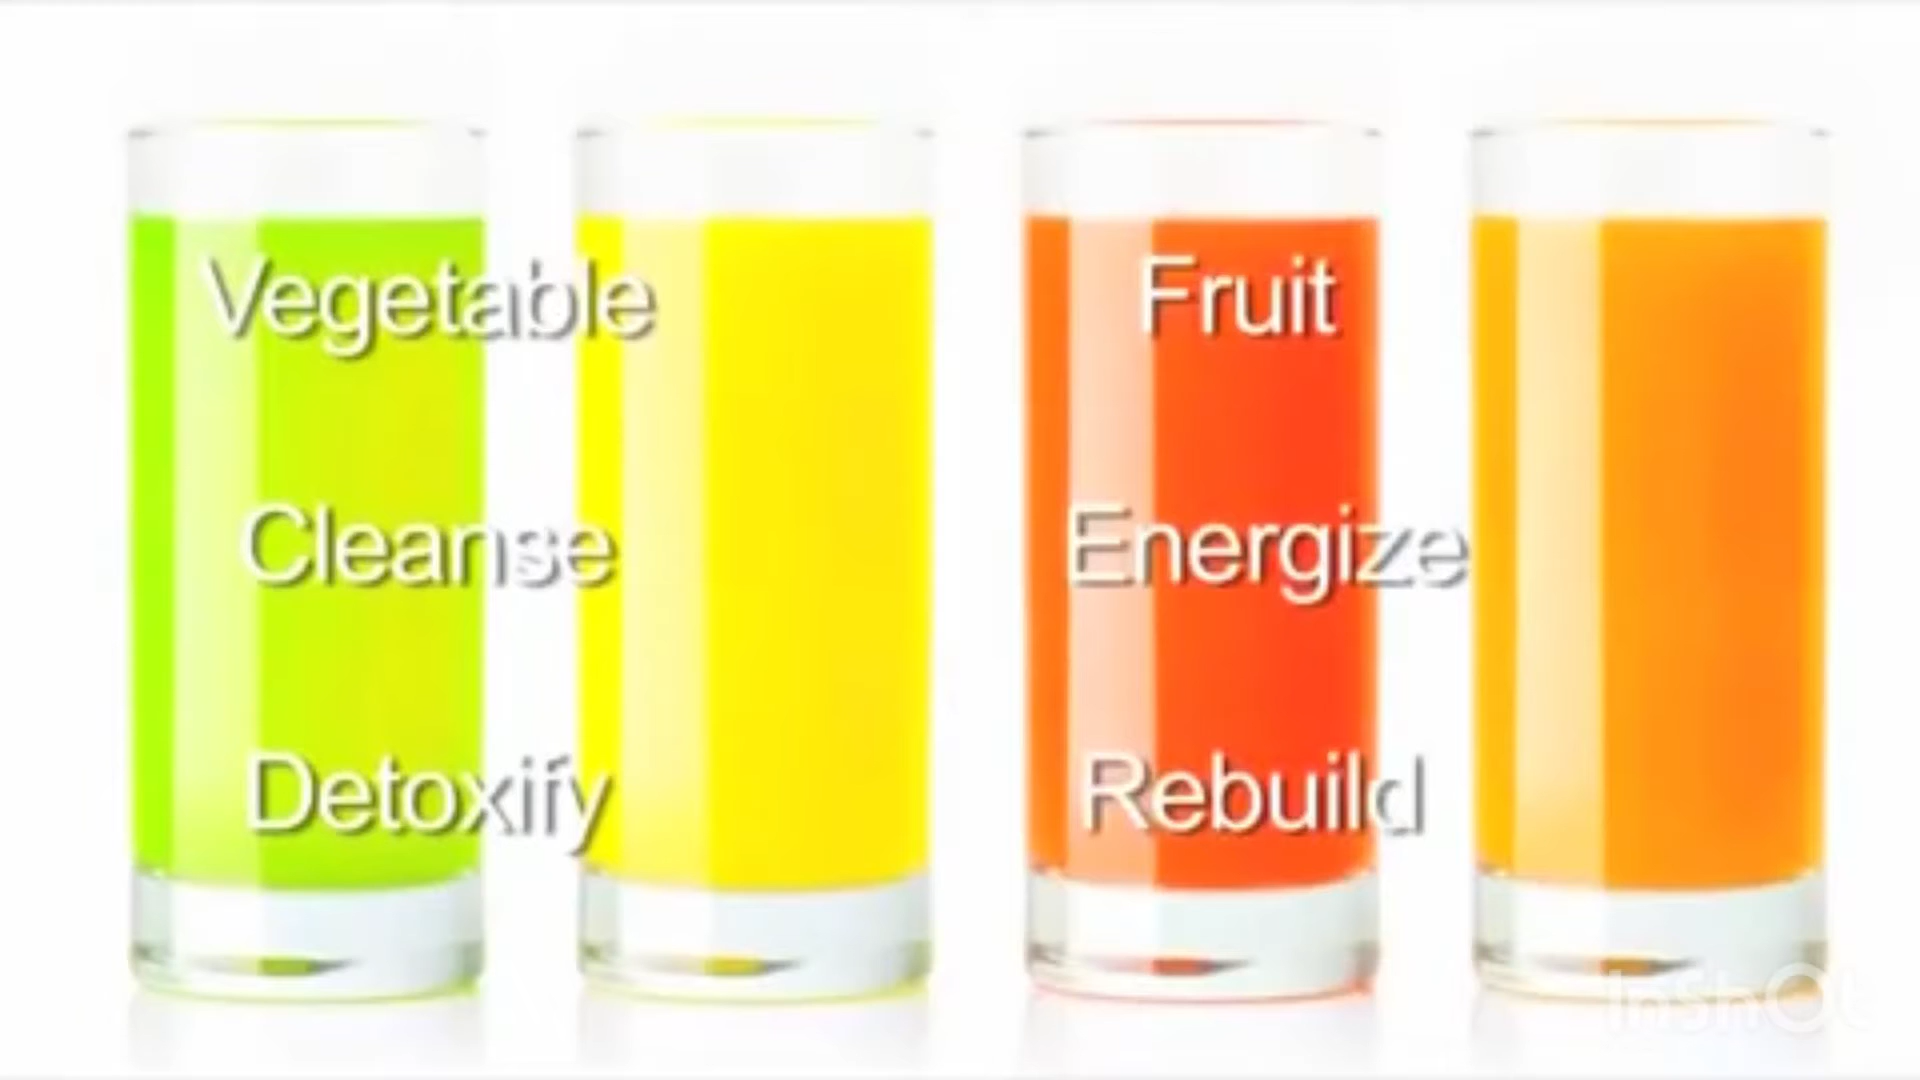 Vegetable
Cleanse
Detoxify
Fruit
Energize
Rebuild
InShOt